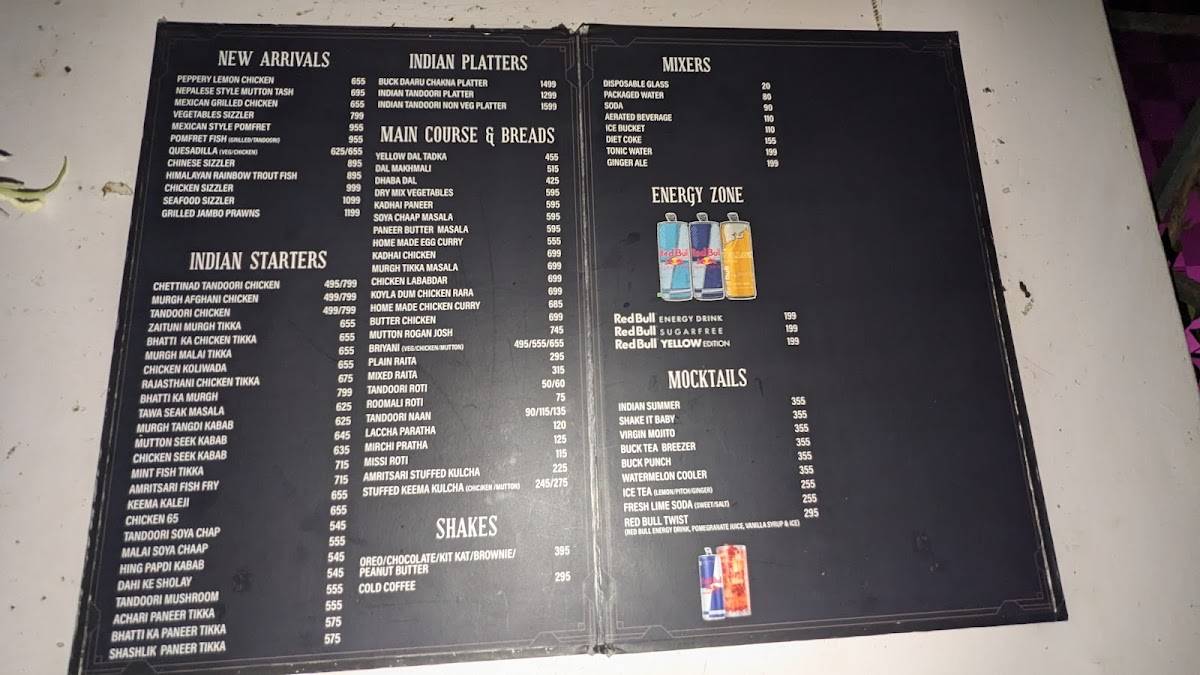 NEW ARRIVALS
PEPPERY LEMON CHICKEN 655
NEPALESE STYLE MUTTON TASH 695
MEXICAN GRILLED CHICKEN 655
VEGETABLES SIZZLER 799
MEXICAN STYLE POMFRET 955
POMFRET FISH (GRILLED/TANDOORI) 955
QUESADILLA (VEG/CHICKEN) 625/655
CHINESE SIZZLER 895
HIMALAYAN RAINBOW TROUT FISH 895
CHICKEN SIZZLER 999
SEAFOOD SIZZLER 1099
GRILLED JAMBO PRAWNS 1199
INDIAN STARTERS
CHETTINAD TANDOORI CHICKEN 495/799
MURGH AFGHANI CHICKEN 499/799
TANDOORI CHICKEN 499/799
ZAITUNI MURGH TIKKA 655
BHATTI KA CHICKEN TIKKA 655
MURGH MALAI TIKKA 655
CHICKEN KOLIWADA 655
RAJASTHANI CHICKEN TIKKA 675
BHATTI KA MURGH 799
TAWA SEAK MASALA 625
MURGH TANGDI KABAB 625
MUTTON SEEK KABAB 645
CHICKEN SEEK KABAB 635
MINT FISH TIKKA 715
AMRITSARI FISH FRY 715
KEEMA KALEJI 655
CHICKEN 65 655
TANDOORI SOYA CHAP 545
MALAI SOYA CHAAP 555
HING PAPDI KABAB 545
DAHI KE SHOLAY 545
TANDOORI MUSHROOM 555
ACHARI PANEER TIKKA 555
BHATTI KA PANEER TIKKA 575
SHASHLIK PANEER TIKKA 575
INDIAN PLATTERS
BUCK DAARU CHAKNA PLATTER 1499
INDIAN TANDOORI PLATTER 1299
INDIAN TANDOORI NON VEG PLATTER 1599
MAIN COURSE & BREADS
YELLOW DAL TADKA 455
DAL MAKHMALI 515
DHABA DAL 425
DRY MIX VEGETABLES 595
KADHAI PANEER 595
SOYA CHAAP MASALA 595
PANEER BUTTER MASALA 595
HOME MADE EGG CURRY 555
KADHAI CHICKEN 699
MURGH TIKKA MASALA 699
CHICKEN LABABDAR 699
KOYLA DUM CHICKEN RARA 699
HOME MADE CHICKEN CURRY 685
BUTTER CHICKEN 699
MUTTON ROGAN JOSH 745
BRIYANI (VEG/CHICKEN/MUTTON) 495/555/655
PLAIN RAITA 295
MIXED RAITA 315
TANDOORI ROTI 50/60
ROOMALI ROTI 75
TANDOORI NAAN 90/115/135
LACCHA PARATHA 120
MIRCHI PRATHA 125
MISSI ROTI 115
AMRITSARI STUFFED KULCHA 225
STUFFED KEEMA KULCHA (CHICIKEN /MUTTON) 245/275
SHAKES
OREO/CHOCOLATE/KIT KAT/BROWNIE/ 395
PEANUT BUTTER
COLD COFFEE 295
MIXERS
DISPOSABLE GLASS 20
PACKAGED WATER 80
SODA 90
AERATED BEVERAGE 110
ICE BUCKET 110
DIET COKE 155
TONIC WATER 199
GINGER ALE 199
ENERGY ZONE
Red Bull Red Bull
Red Bull ENERGY DRINK 199
Red Bull SUGARFREE 199
Red Bull YELLOW EDITION 199
MOCKTAILS
INDIAN SUMMER 355
SHAKE IT BABY 355
VIRGIN MOJITO 355
BUCK TEA BREEZER 355
BUCK PUNCH 355
WATERMELON COOLER 355
ICE TEA (LEMON/PITCH/GINGER) 255
FRESH LIME SODA (SWEET/SALT) 255
RED BULL TWIST 295
(RED BULL ENERGY DRINK, POMEGRANATE JUICE, VANILLA SYRUP & ICE)